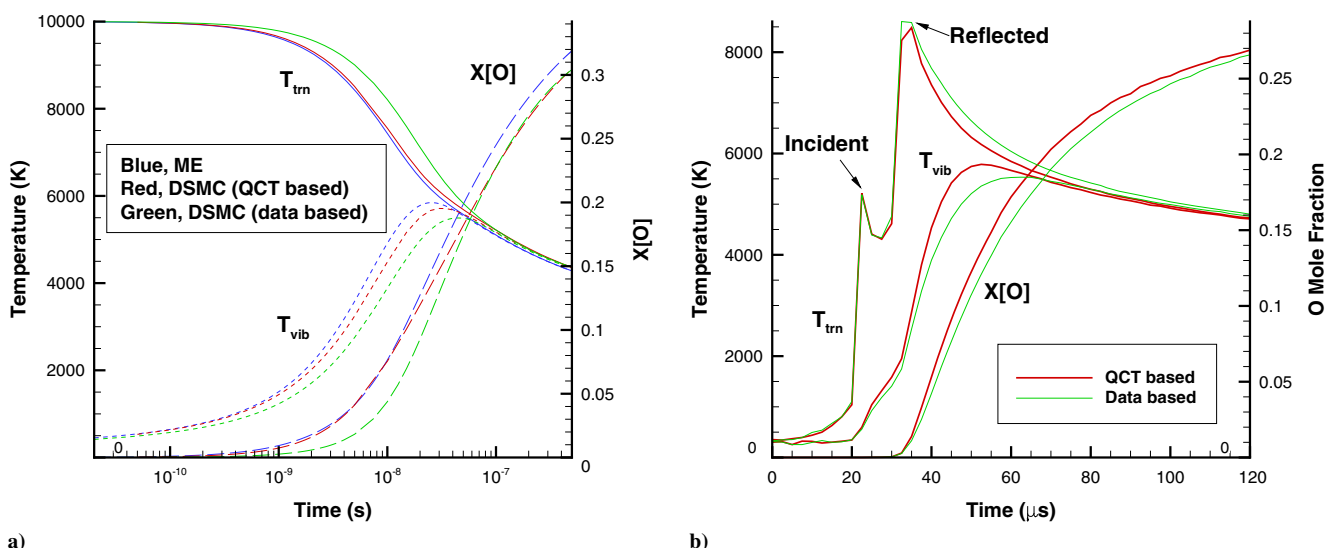 10000
8000
6000
4000
2000
0
Temperature (K)
T_trn
X[O]
Blue, ME
Red, DSMC (QCT based)
Green, DSMC (data based)
T_vib
0.3
0.25
0.2
0.15
0.1
0.05
0
X[O]
0
10^-10
10^-9
10^-8
10^-7
Time (s)
a)
8000
6000
4000
2000
0
Temperature (K)
Reflected
Incident
T_vib
T_trn
X[O]
QCT based
Data based
0.25
0.2
0.15
0.1
0.05
0
O Mole Fraction
0
20
40
60
80
100
120
Time (μs)
b)